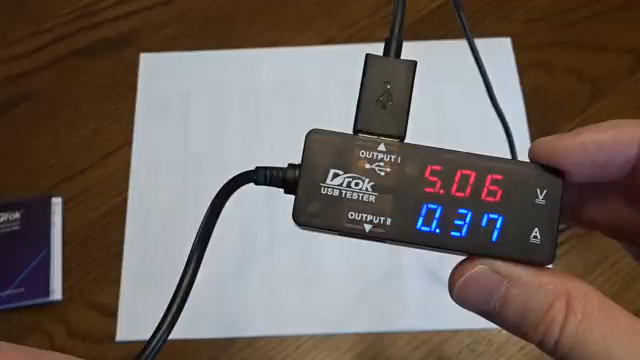 OUTPUT I
Drok
USB TESTER
OUTPUT II
5.06 V
0.37 A